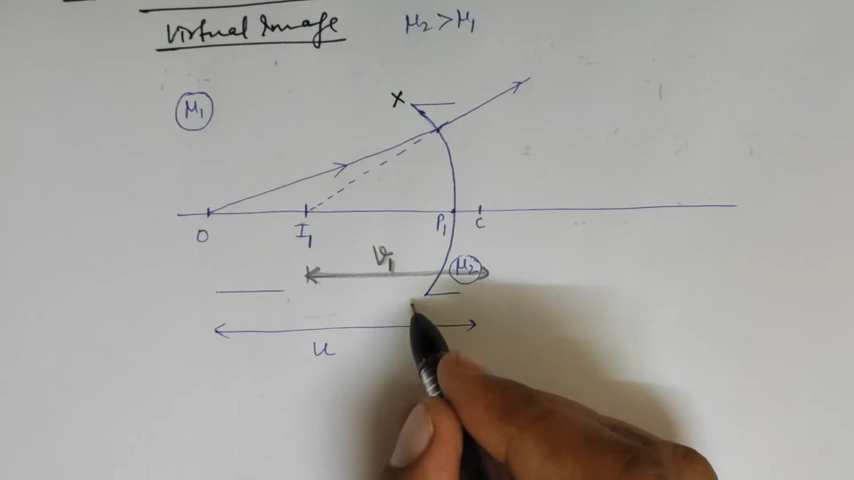 Virtual Image μ₂ > μ₁
X
μ₁
O I₁ P₁ C
v₁ μ₂
u